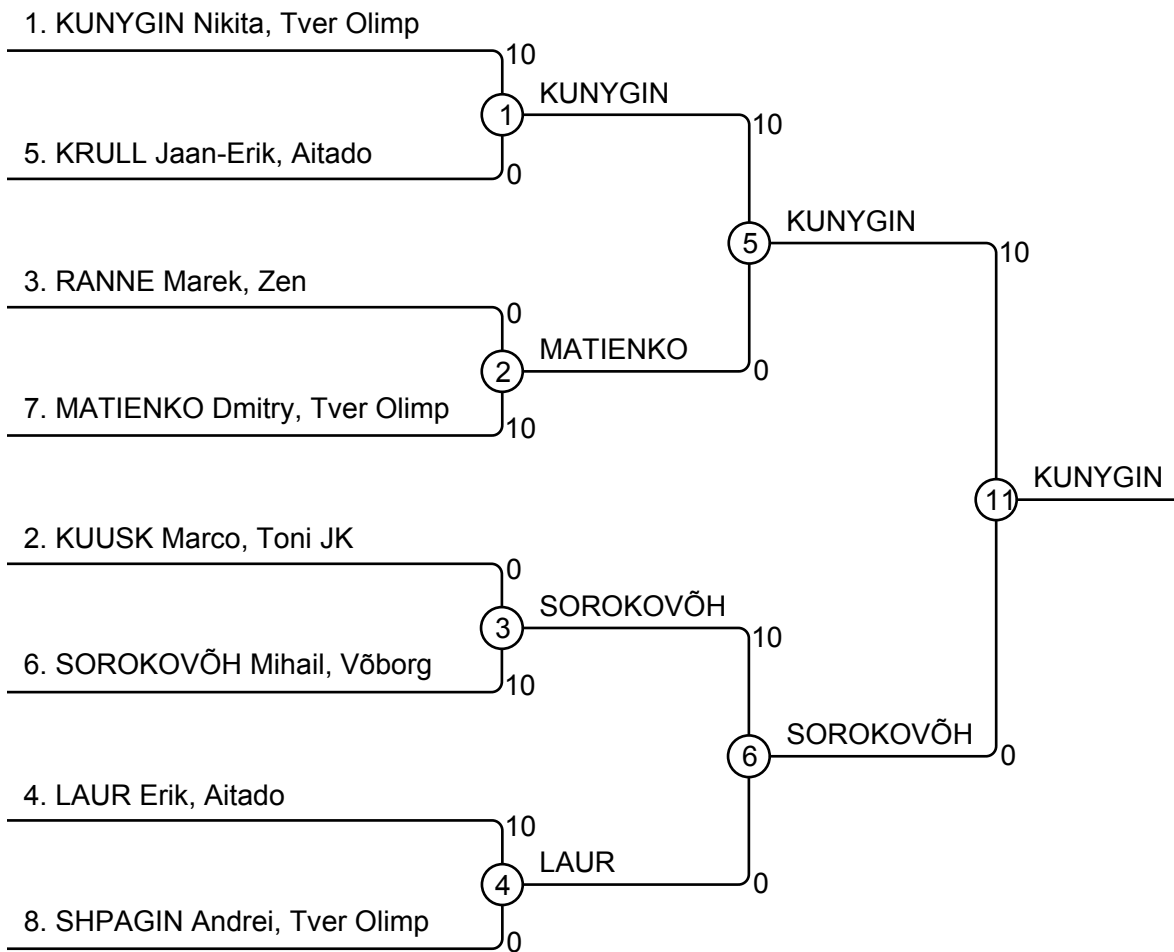 1. KUNYGIN Nikita, Tver Olimp
10
1
KUNYGIN
10
5. KRULL Jaan-Erik, Aitado
0
5
KUNYGIN
10
3. RANNE Marek, Zen
0
2
MATIENKO
0
7. MATIENKO Dmitry, Tver Olimp
10
11
KUNYGIN
2. KUUSK Marco, Toni JK
0
3
SOROKOVÕH
10
6. SOROKOVÕH Mihail, Võborg
10
6
SOROKOVÕH
0
4. LAUR Erik, Aitado
10
4
LAUR
0
8. SHPAGIN Andrei, Tver Olimp
0